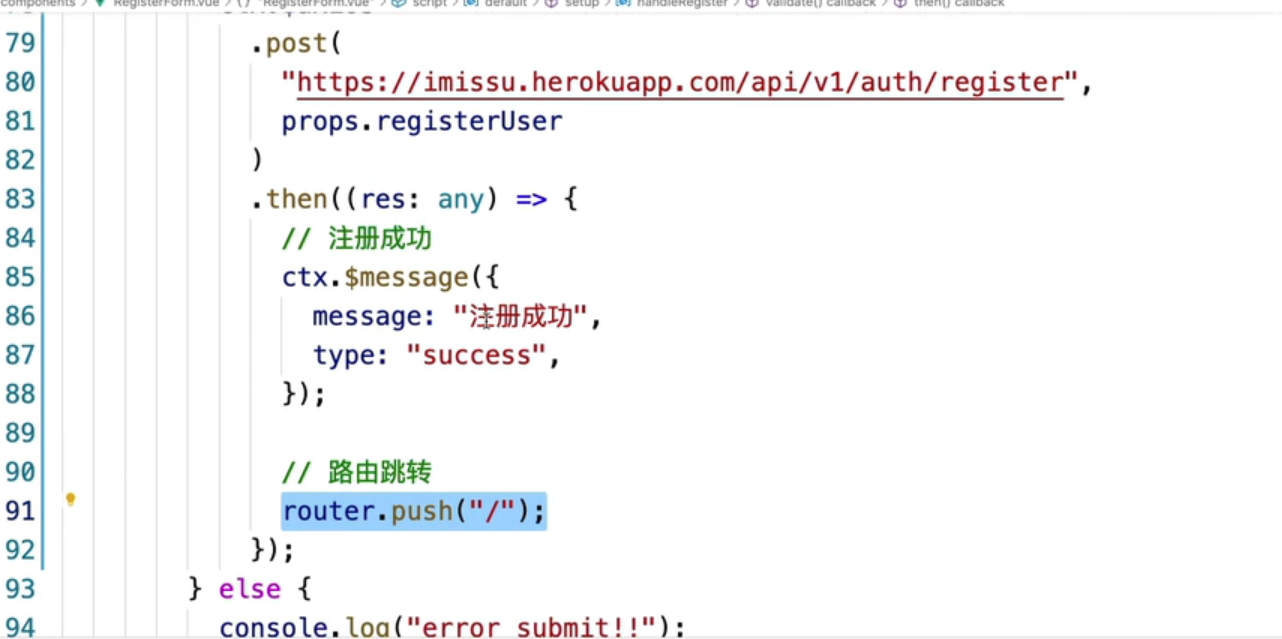 components > RegisterForm.vue > {} "RegisterForm.vue" > script > default > setup > handleRegister > validate() callback > then() callback
79 .post(
80 "https://imissu.herokuapp.com/api/v1/auth/register",
81 props.registerUser
82 )
83 .then((res: any) => {
84 // 注册成功
85 ctx.$message({
86 message: "注册成功",
87 type: "success",
88 });
89
90 // 路由跳转
91 router.push("/");
92 });
93 } else {
94 console.log("error submit!!");